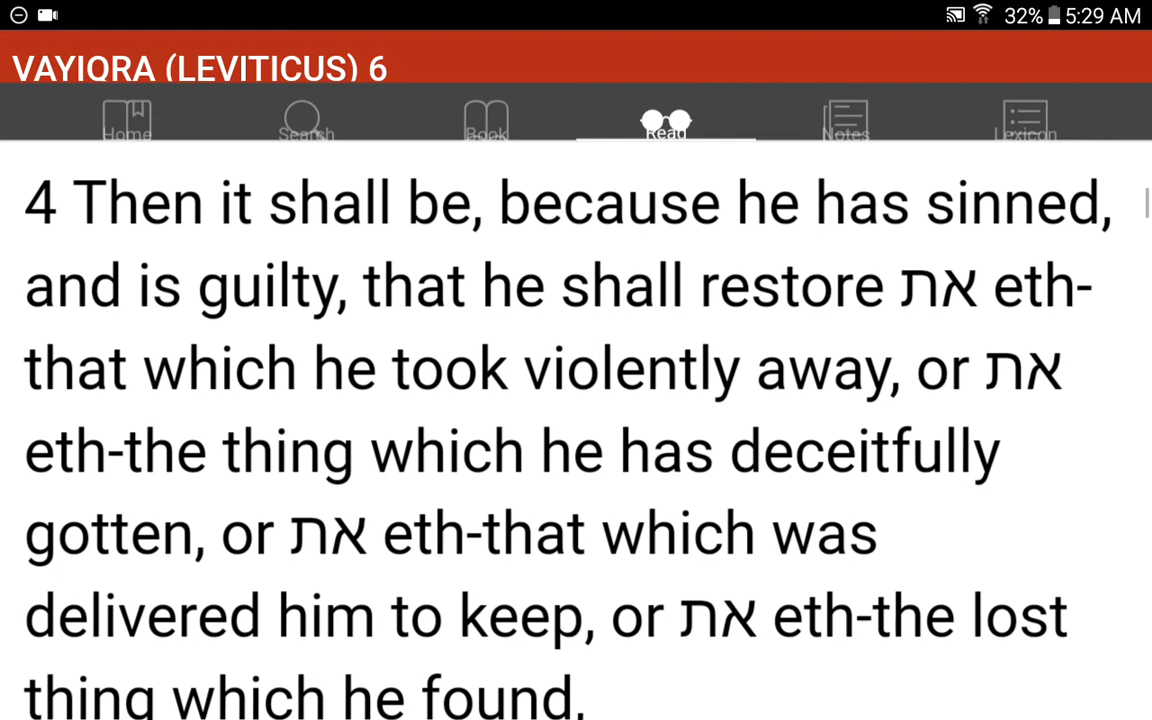 32% 5:29 AM
VAYIQRA (LEVITICUS) 6
Home Search Book Read Notes Lexicon
4 Then it shall be, because he has sinned,
and is guilty, that he shall restore את eth-
that which he took violently away, or את
eth-the thing which he has deceitfully
gotten, or את eth-that which was
delivered him to keep, or את eth-the lost
thing which he found,